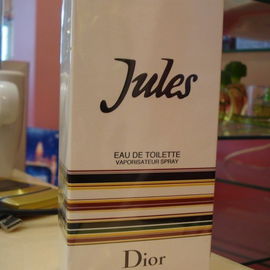 Jules
EAU DE TOILETTE
VAPORISATEUR SPRAY
Dior